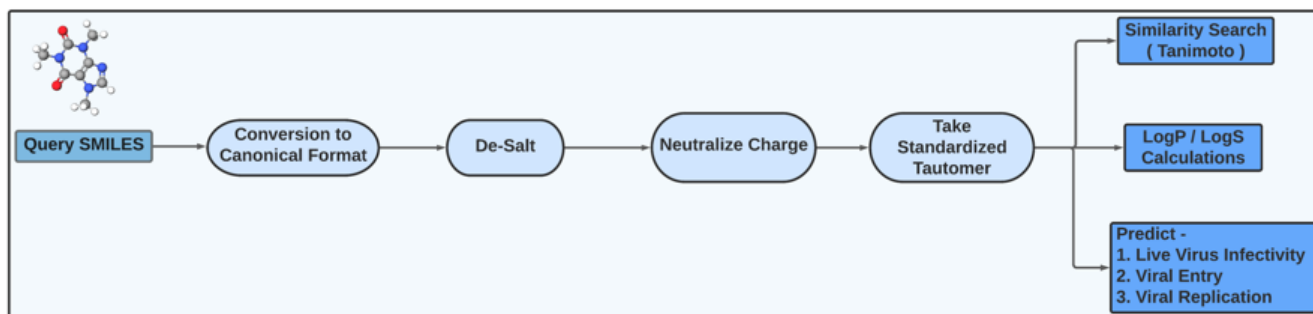 Query SMILES
Conversion to
Canonical Format
De-Salt
Neutralize Charge
Take
Standardized
Tautomer
Similarity Search
( Tanimoto )
LogP / LogS
Calculations
Predict -
1. Live Virus Infectivity
2. Viral Entry
3. Viral Replication